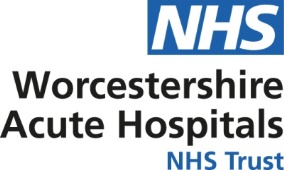 NHS
Worcestershire
Acute Hospitals
NHS Trust